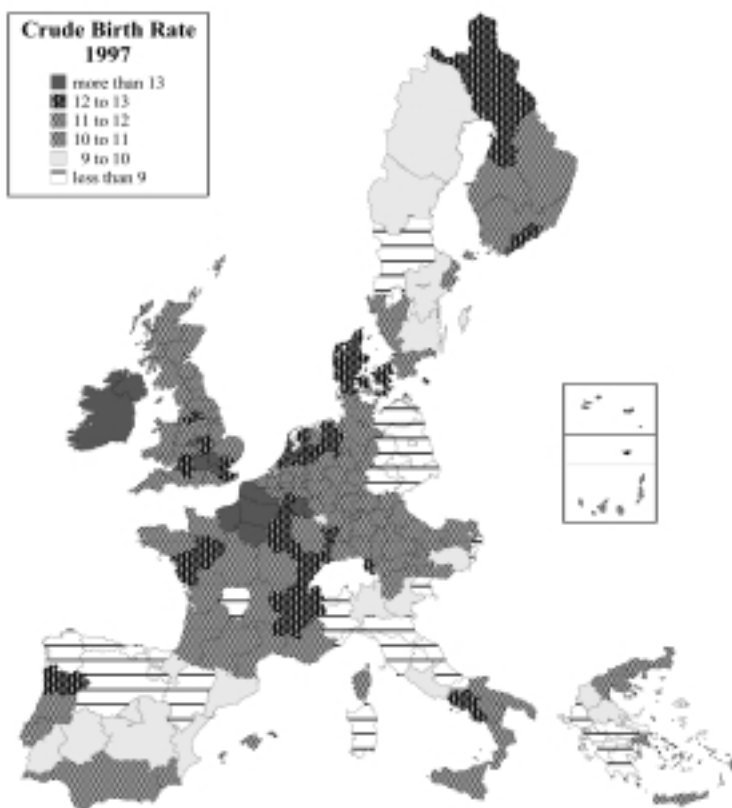 Crude Birth Rate
1997
more than 13
12 to 13
11 to 12
10 to 11
9 to 10
less than 9